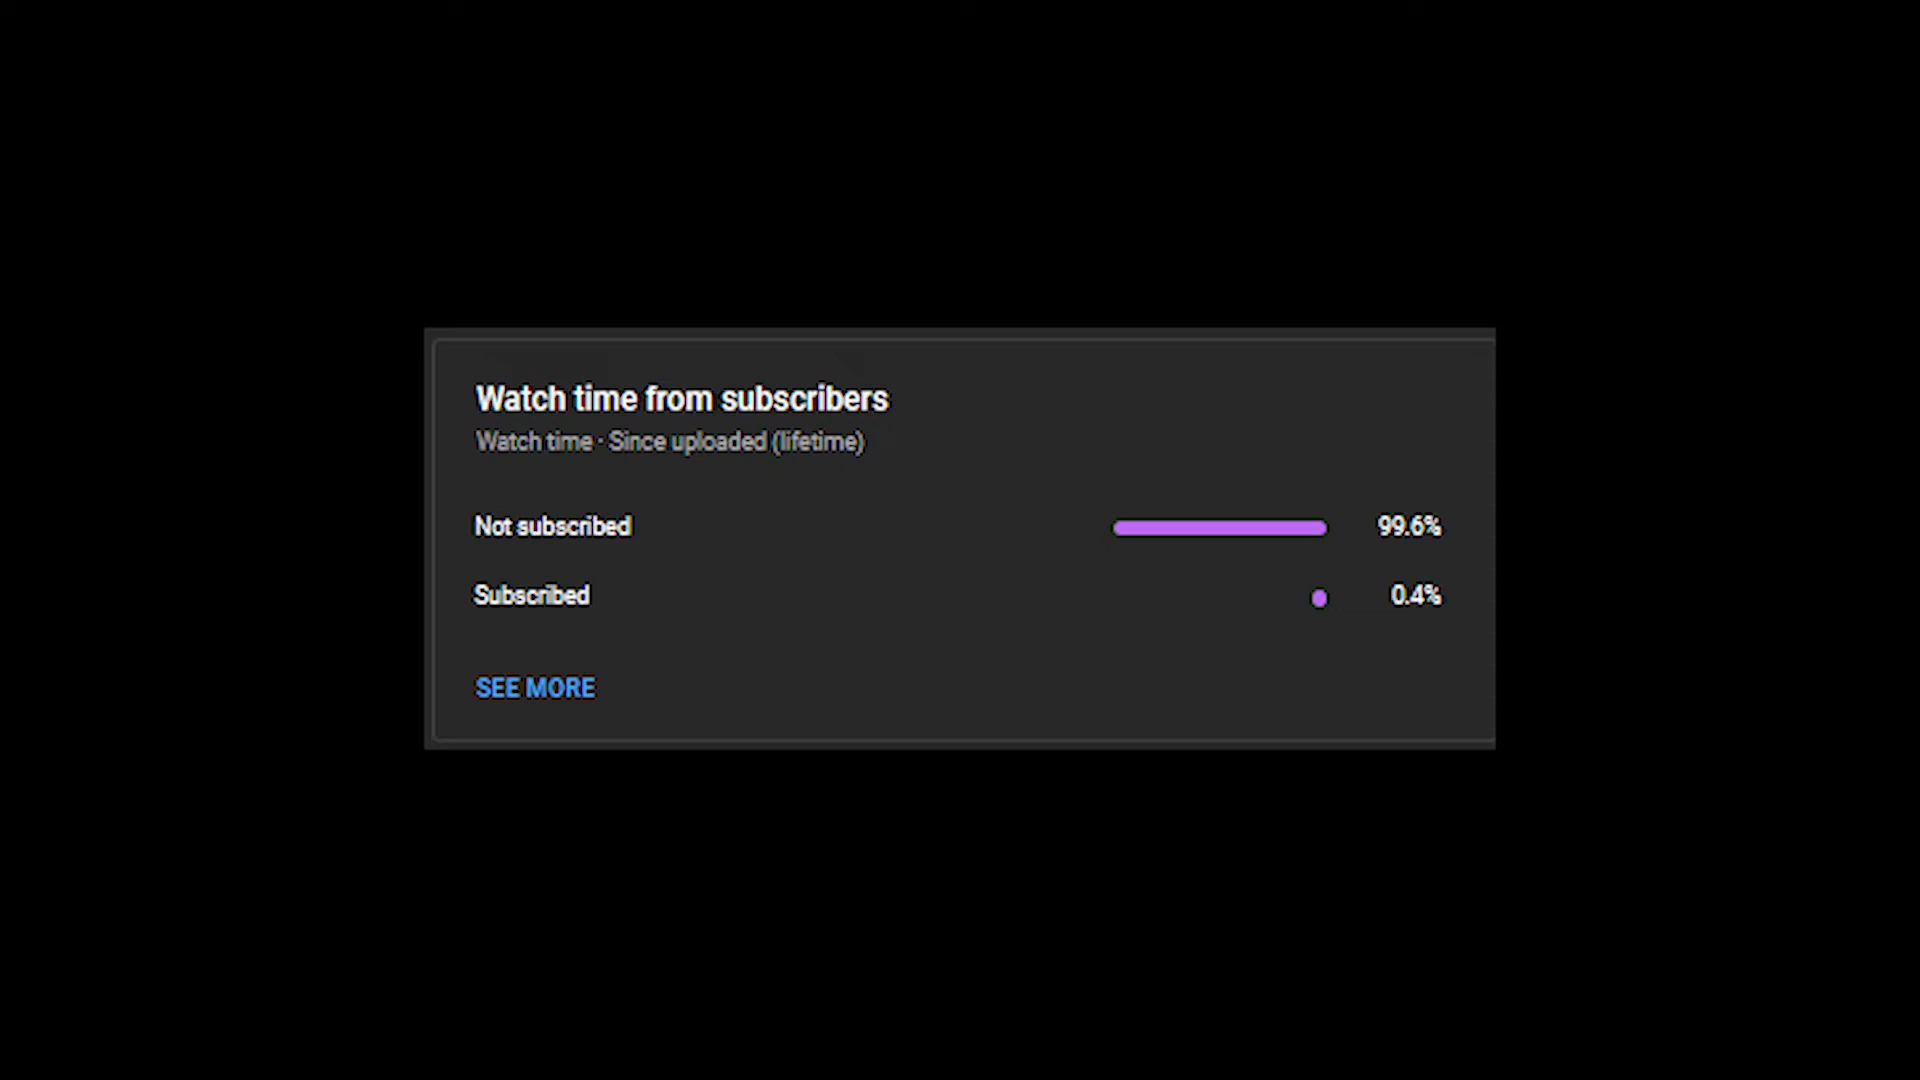 Watch time from subscribers
Watch time · Since uploaded (lifetime)
Not subscribed 99.6%
Subscribed 0.4%
SEE MORE